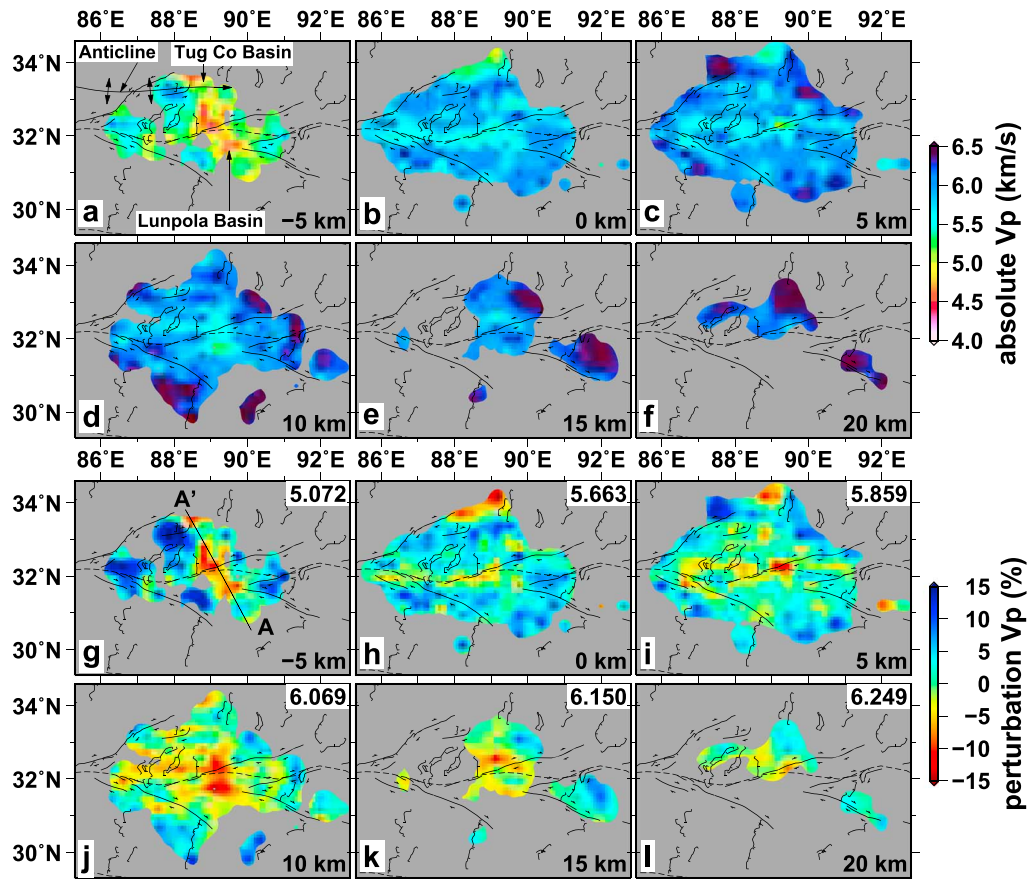 86°E 88°E 90°E 92°E 86°E 88°E 90°E 92°E 86°E 88°E 90°E 92°E
34°N
32°N
30°N
Anticline Tug Co Basin
Lunpola Basin
a −5 km
b 0 km
c 5 km
6.5
6.0
5.5
5.0
4.5
4.0
absolute Vp (km/s)
34°N
32°N
30°N
d 10 km
e 15 km
f 20 km
86°E 88°E 90°E 92°E 86°E 88°E 90°E 92°E 86°E 88°E 90°E 92°E
34°N
32°N
30°N
5.072
A'
A
g −5 km
5.663
h 0 km
5.859
i 5 km
15
10
5
0
−5
−10
−15
perturbation Vp (%)
34°N
32°N
30°N
6.069
j 10 km
6.150
k 15 km
6.249
l 20 km